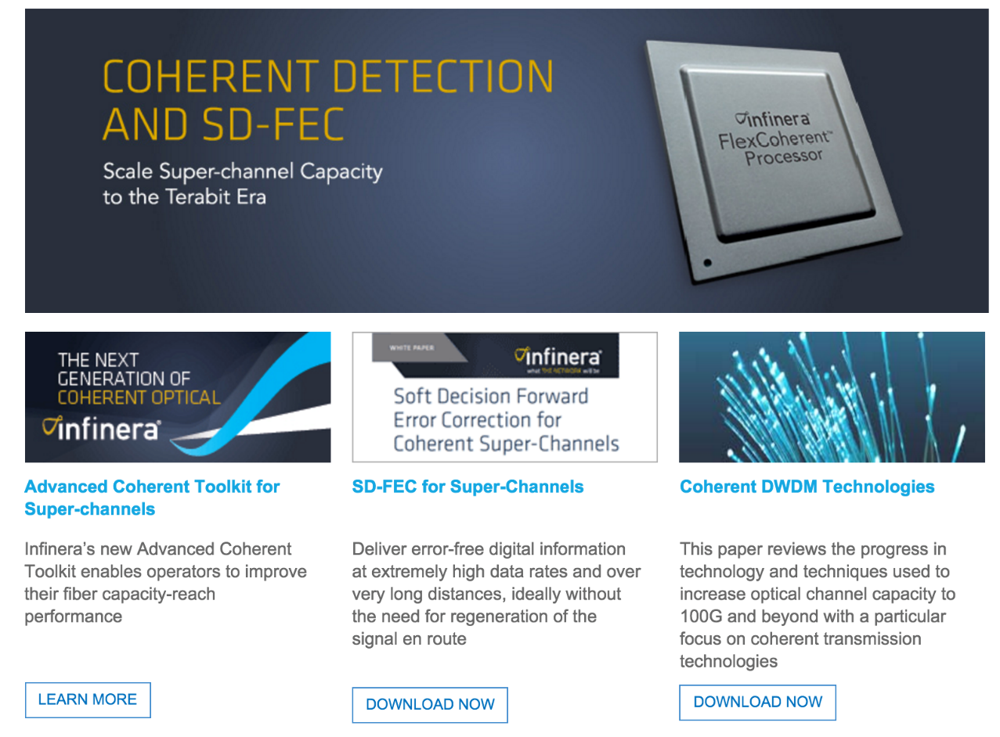 COHERENT DETECTION
AND SD-FEC
Scale Super-channel Capacity
to the Terabit Era
infinera
FlexCoherent™
Processor
THE NEXT
GENERATION OF
COHERENT OPTICAL
infinera®
WHITE PAPER
infinera®
what THE NETWORK will be
Soft Decision Forward
Error Correction for
Coherent Super-Channels
Advanced Coherent Toolkit for
Super-channels
Infinera’s new Advanced Coherent
Toolkit enables operators to improve
their fiber capacity-reach
performance
LEARN MORE
SD-FEC for Super-Channels
Deliver error-free digital information
at extremely high data rates and over
very long distances, ideally without
the need for regeneration of the
signal en route
DOWNLOAD NOW
Coherent DWDM Technologies
This paper reviews the progress in
technology and techniques used to
increase optical channel capacity to
100G and beyond with a particular
focus on coherent transmission
technologies
DOWNLOAD NOW